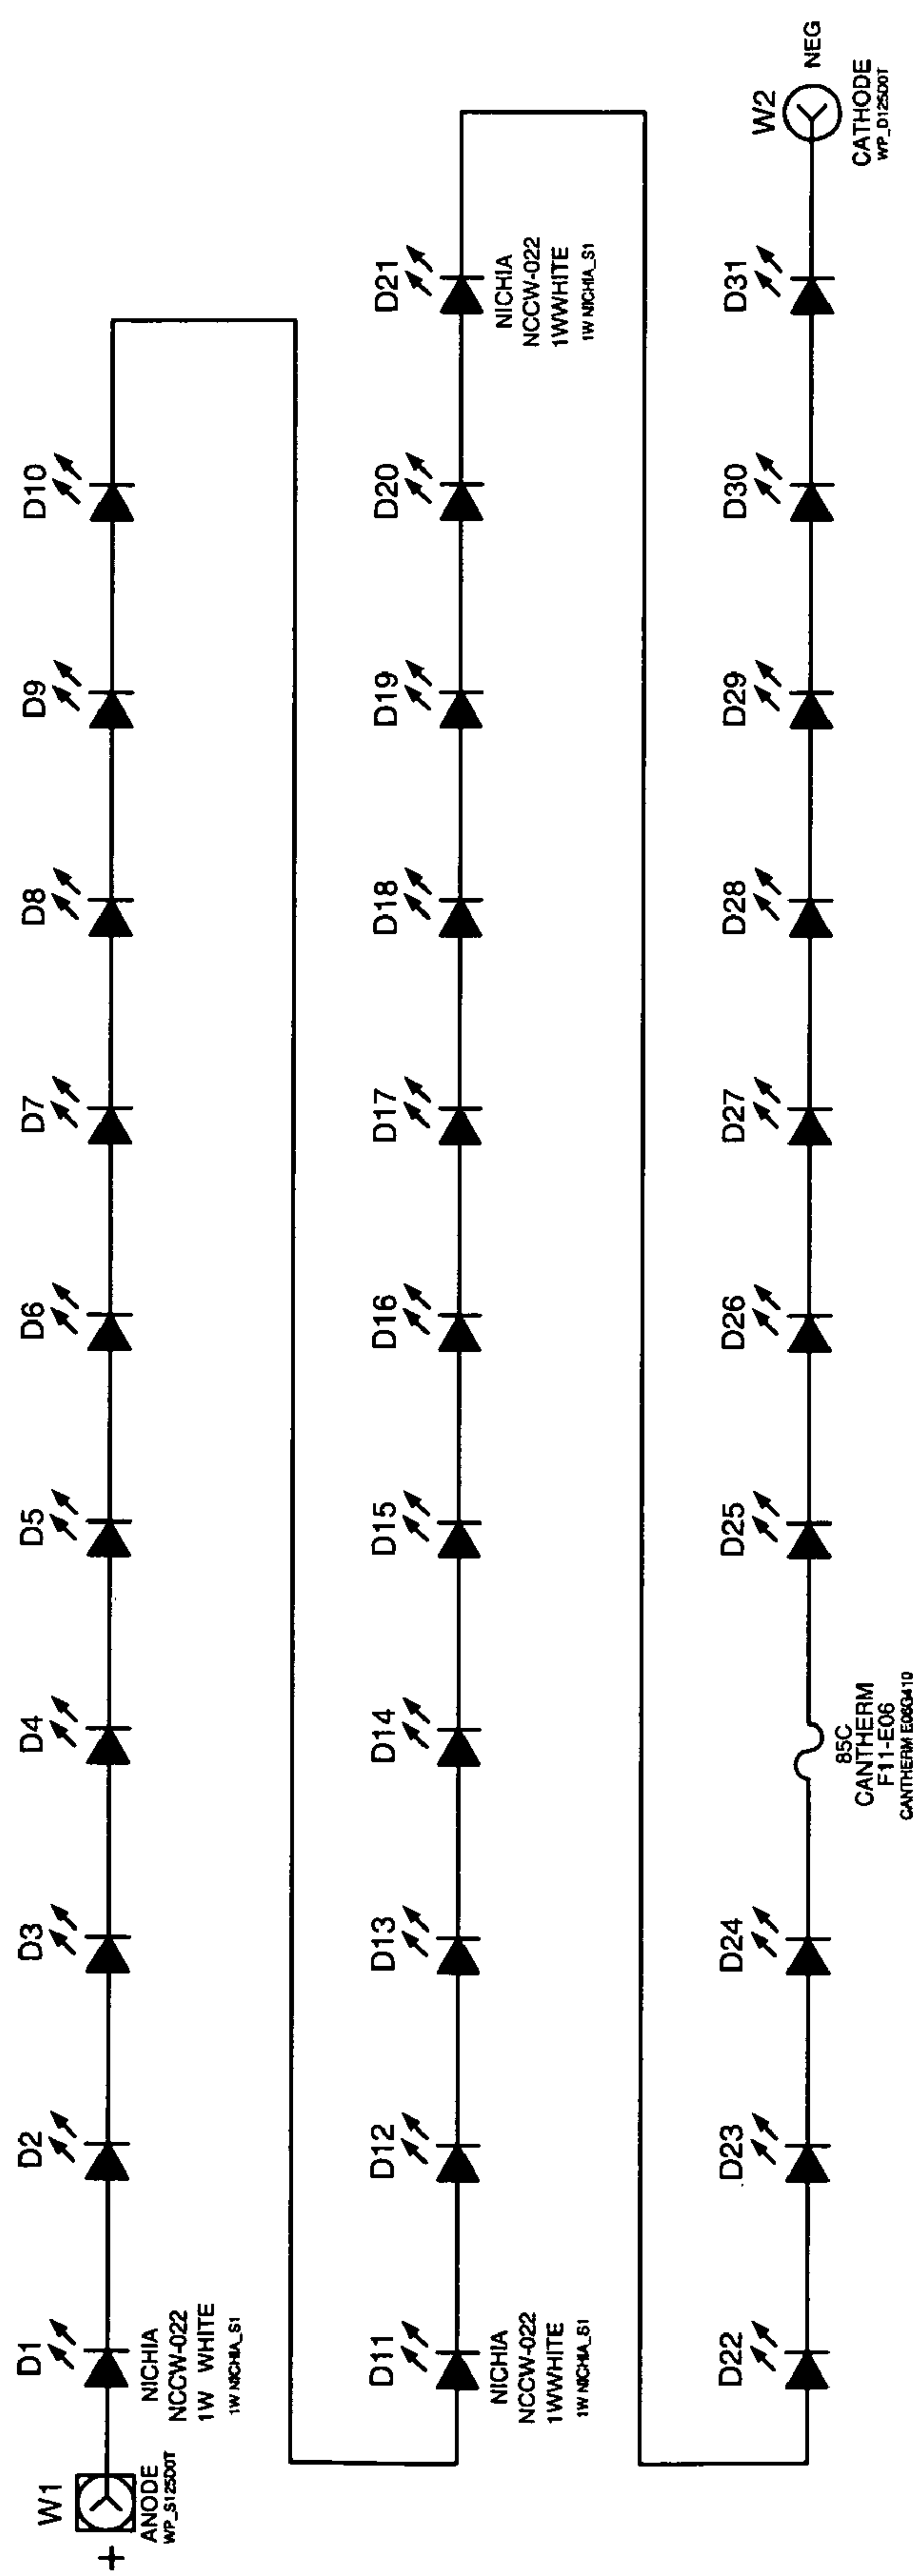 +
W1
ANODE
WP_S125D0T
D1
NICHIA
NCCW-022
1W WHITE
1W NICHIA_S1
D2
D3
D4
D5
D6
D7
D8
D9
D10
D11
NICHIA
NCCW-022
1WWHITE
1W NICHIA_S1
D12
D13
D14
D15
D16
D17
D18
D19
D20
D21
NICHIA
NCCW-022
1WWHITE
1W NICHIA_S1
D22
D23
D24
85C
CANTHERM
F11-E06
CANTHERM E06G410
D25
D26
D27
D28
D29
D30
D31
W2
NEG
CATHODE
WP_D125D0T